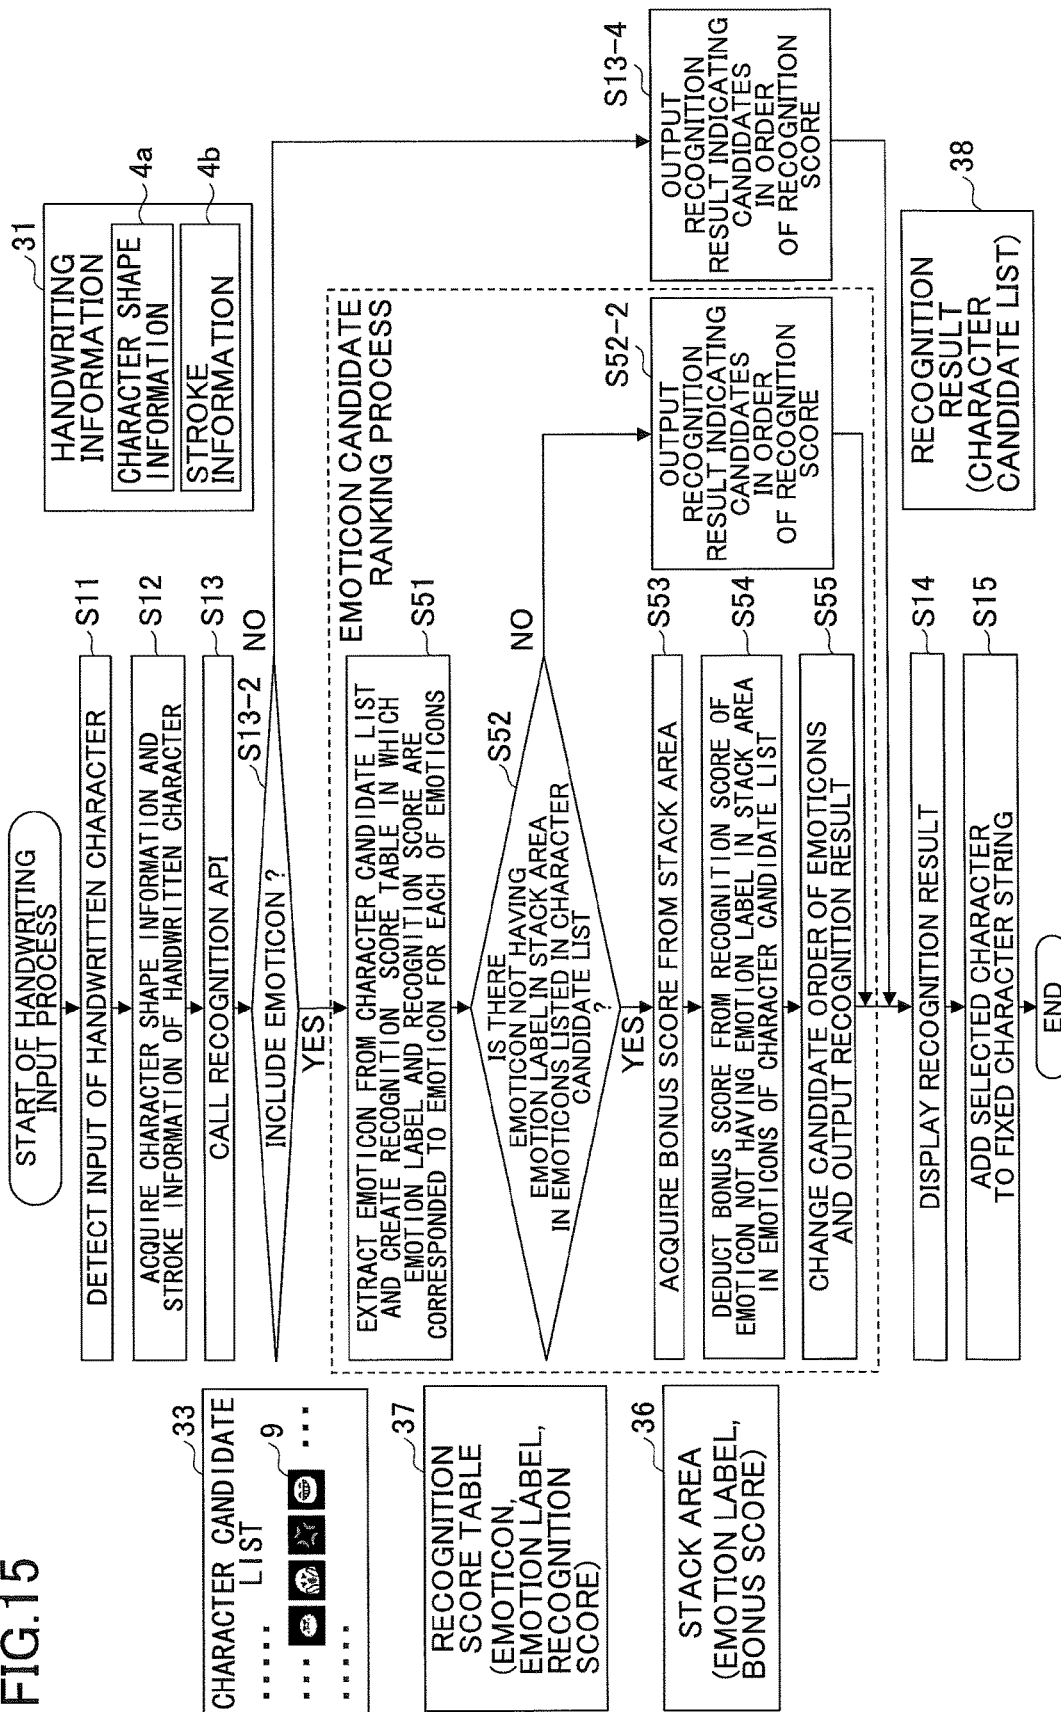 FIG.15
START OF HANDWRITING
INPUT PROCESS
DETECT INPUT OF HANDWRITTEN CHARACTER
S11
ACQUIRE CHARACTER SHAPE INFORMATION AND
STROKE INFORMATION OF HANDWRITTEN CHARACTER
S12
CALL RECOGNITION API
S13
INCLUDE EMOTICON ?
S13-2
NO
YES
EMOTICON CANDIDATE
RANKING PROCESS
EXTRACT EMOTICON FROM CHARACTER CANDIDATE LIST
AND CREATE RECOGNITION SCORE TABLE IN WHICH
EMOTION LABEL AND RECOGNITION SCORE ARE
CORRESPONDED TO EMOTICON FOR EACH OF EMOTICONS
S51
IS THERE
EMOTICON NOT HAVING
EMOTION LABEL IN STACK AREA
IN EMOTICONS LISTED IN CHARACTER
CANDIDATE LIST
?
S52
NO
YES
ACQUIRE BONUS SCORE FROM STACK AREA
S53
DEDUCT BONUS SCORE FROM RECOGNITION SCORE OF
EMOTICON NOT HAVING EMOTION LABEL IN STACK AREA
IN EMOTICONS OF CHARACTER CANDIDATE LIST
S54
CHANGE CANDIDATE ORDER OF EMOTICONS
AND OUTPUT RECOGNITION RESULT
S55
OUTPUT
RECOGNITION
RESULT INDICATING
CANDIDATES
IN ORDER
OF RECOGNITION
SCORE
S52-2
OUTPUT
RECOGNITION
RESULT INDICATING
CANDIDATES
IN ORDER
OF RECOGNITION
SCORE
S13-4
DISPLAY RECOGNITION RESULT
S14
ADD SELECTED CHARACTER
TO FIXED CHARACTER STRING
S15
END
HANDWRITING
INFORMATION
31
CHARACTER SHAPE
INFORMATION
4a
STROKE
INFORMATION
4b
RECOGNITION
RESULT
(CHARACTER
CANDIDATE LIST)
38
CHARACTER CANDIDATE
LIST
33
9
RECOGNITION
SCORE TABLE
(EMOTICON,
EMOTION LABEL,
RECOGNITION
SCORE)
37
STACK AREA
(EMOTION LABEL,
BONUS SCORE)
36